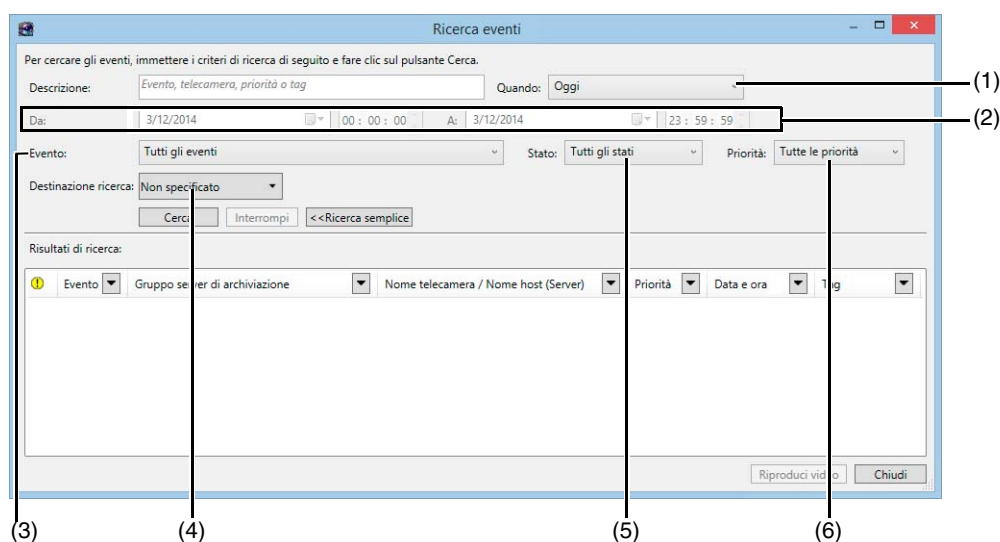 Ricerca eventi
Per cercare gli eventi, immettere i criteri di ricerca di seguito e fare clic sul pulsante Cerca.
Descrizione: Evento, telecamera, priorità o tag Quando: Oggi (1)
Da: 3/12/2014 00 : 00 : 00 A: 3/12/2014 23 : 59 : 59 (2)
Evento: Tutti gli eventi Stato: Tutti gli stati Priorità: Tutte le priorità
Destinazione ricerca: Non specificato
Cerca Interrompi <<Ricerca semplice
Risultati di ricerca:
Evento Gruppo server di archiviazione Nome telecamera / Nome host (Server) Priorità Data e ora Tag
Riproduci video Chiudi
(3) (4) (5) (6)